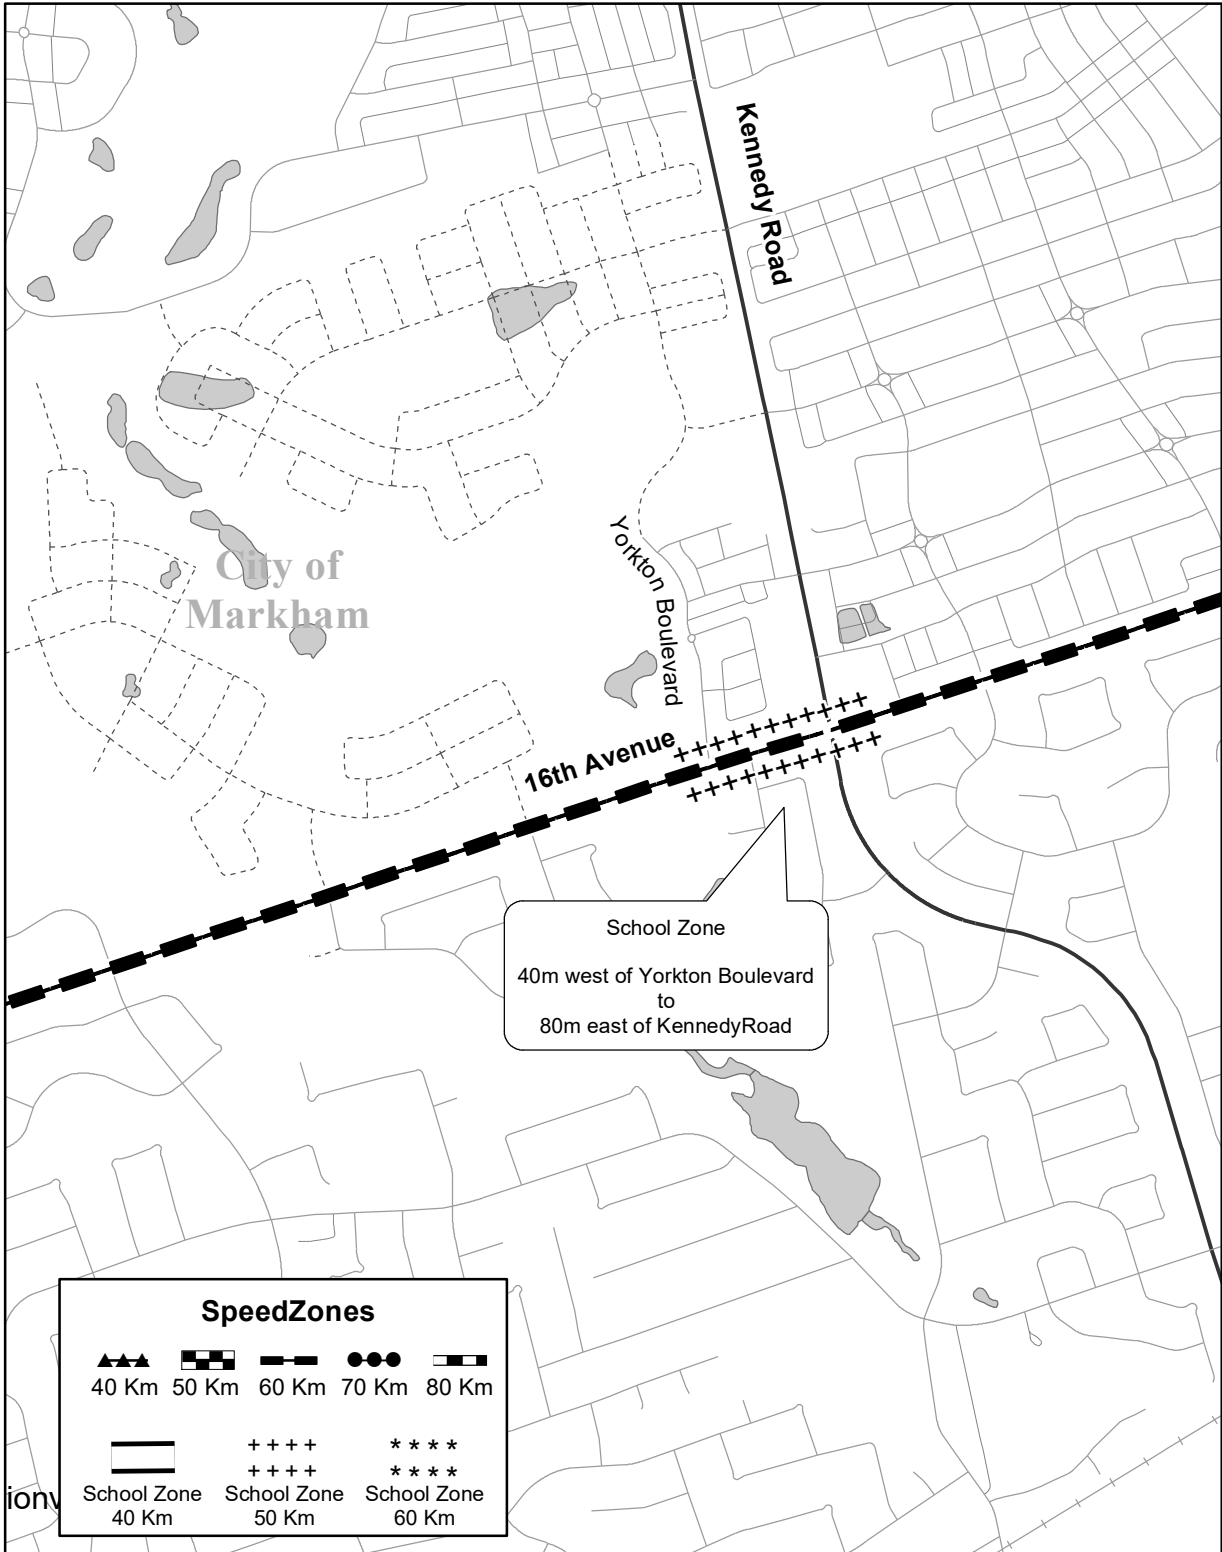 Kennedy Road
Yorkton Boulevard
City of
Markham
16th Avenue
School Zone
40m west of Yorkton Boulevard
to
80m east of KennedyRoad
SpeedZones
40 Km 50 Km 60 Km 70 Km 80 Km
School Zone School Zone School Zone
40 Km 50 Km 60 Km
ionv